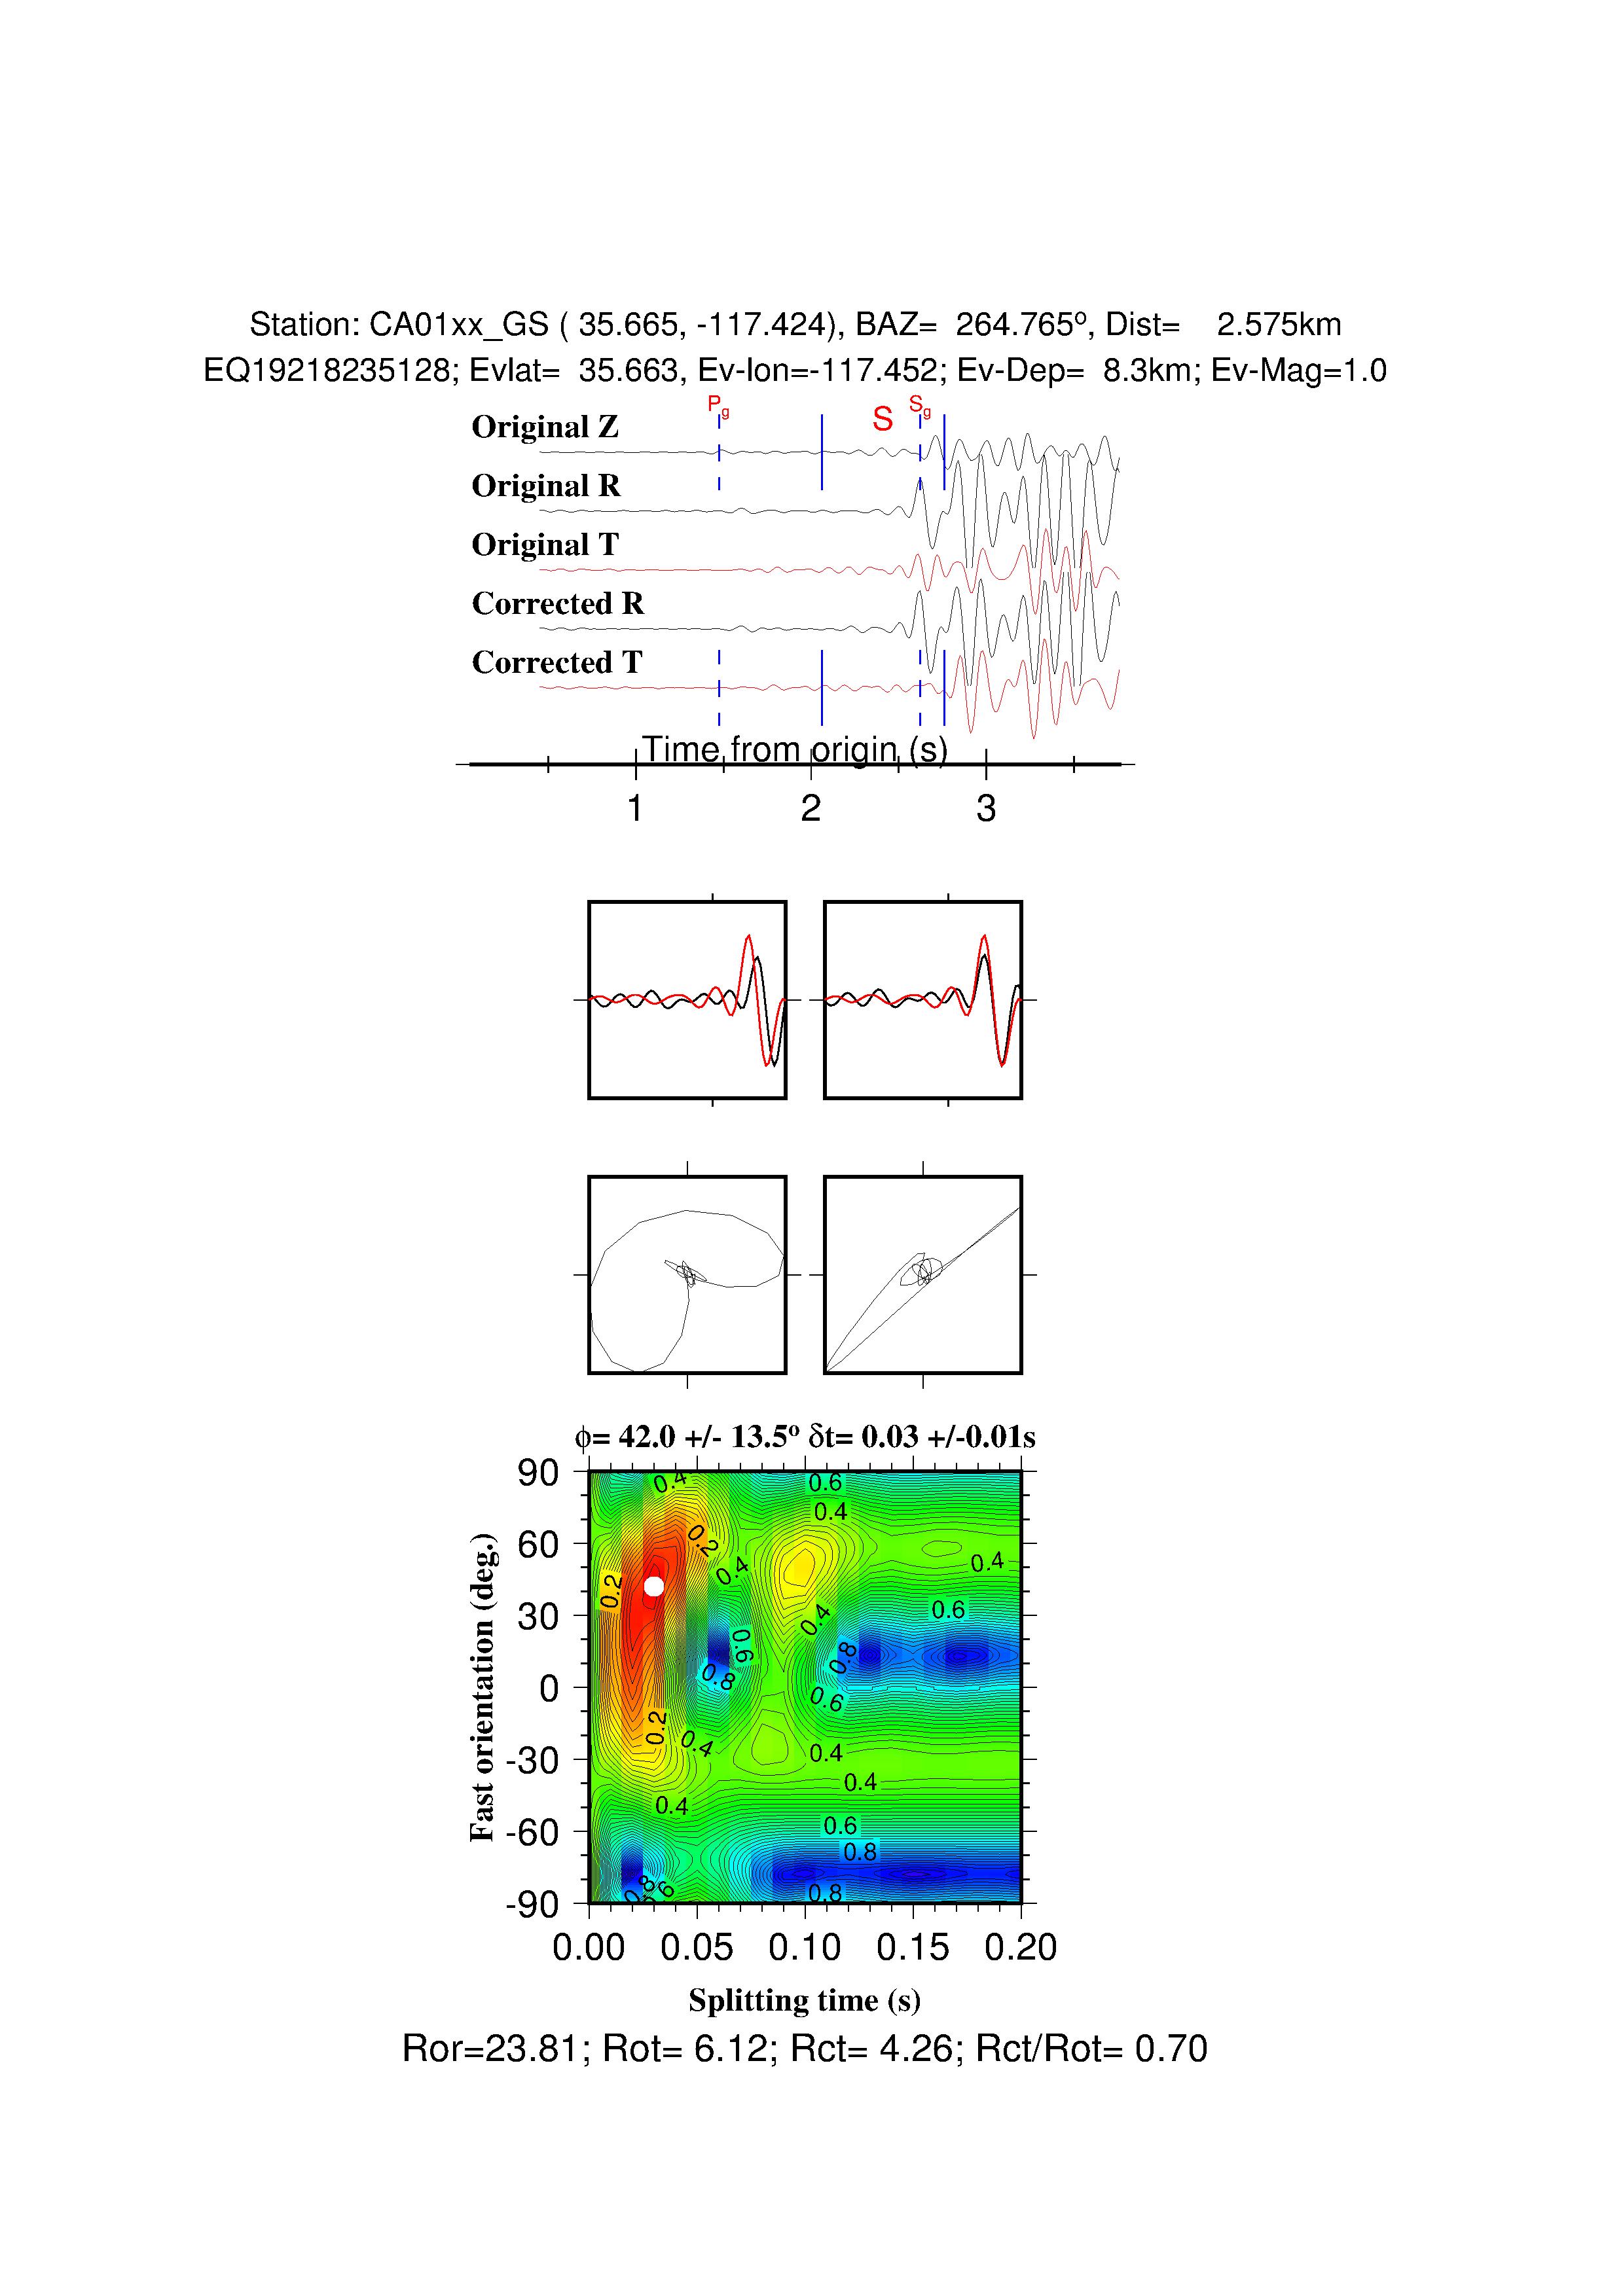 Station: CA01xx_GS ( 35.665, -117.424), BAZ= 264.765º, Dist= 2.575km
EQ19218235128; Evlat= 35.663, Ev-lon=-117.452; Ev-Dep= 8.3km; Ev-Mag=1.0
Pg S Sg
Original Z
Original R
Original T
Corrected R
Corrected T
Time from origin (s)
1 2 3
ϕ= 42.0 +/- 13.5º δt= 0.03 +/-0.01s
90
60
30
0
-30
-60
-90
Fast orientation (deg.)
0.4 0.6
0.4
0.2
0.4 0.4
0.2
0.6
0.4
0.6
0.8
0.8
0.6
0.2
0.4 0.4
0.4
0.4
0.6
0.8
0.8 0.6 0.8
0.00 0.05 0.10 0.15 0.20
Splitting time (s)
Ror=23.81; Rot= 6.12; Rct= 4.26; Rct/Rot= 0.70